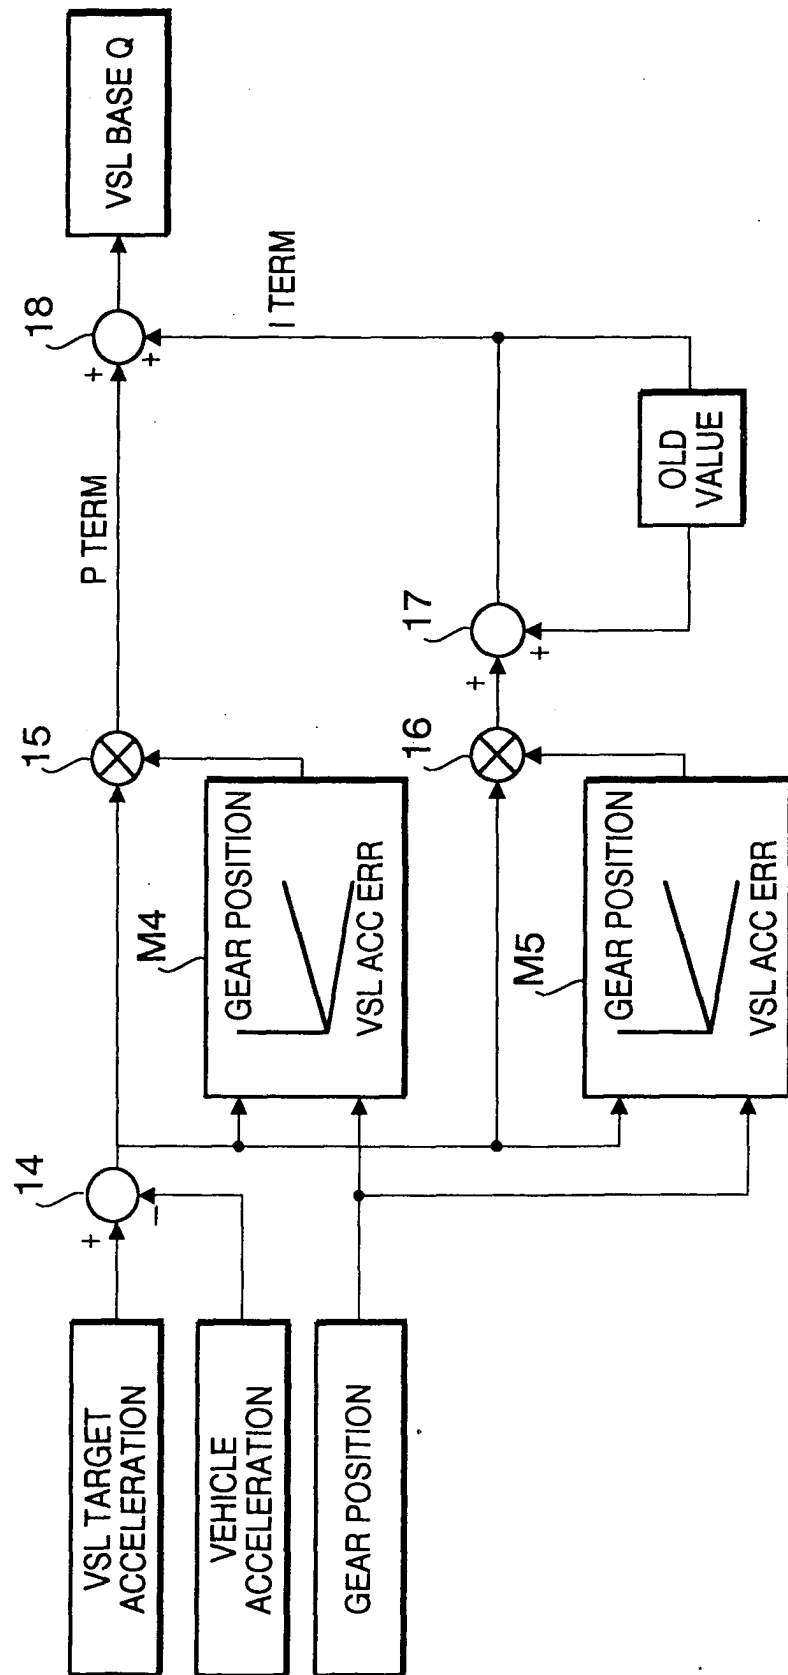 VSL TARGET
ACCELERATION
VEHICLE
ACCELERATION
GEAR POSITION
14
+
−
M4
GEAR POSITION
VSL ACC ERR
M5
GEAR POSITION
VSL ACC ERR
15
16
+
+
17
P TERM
OLD
VALUE
I TERM
+
+
18
VSL BASE Q